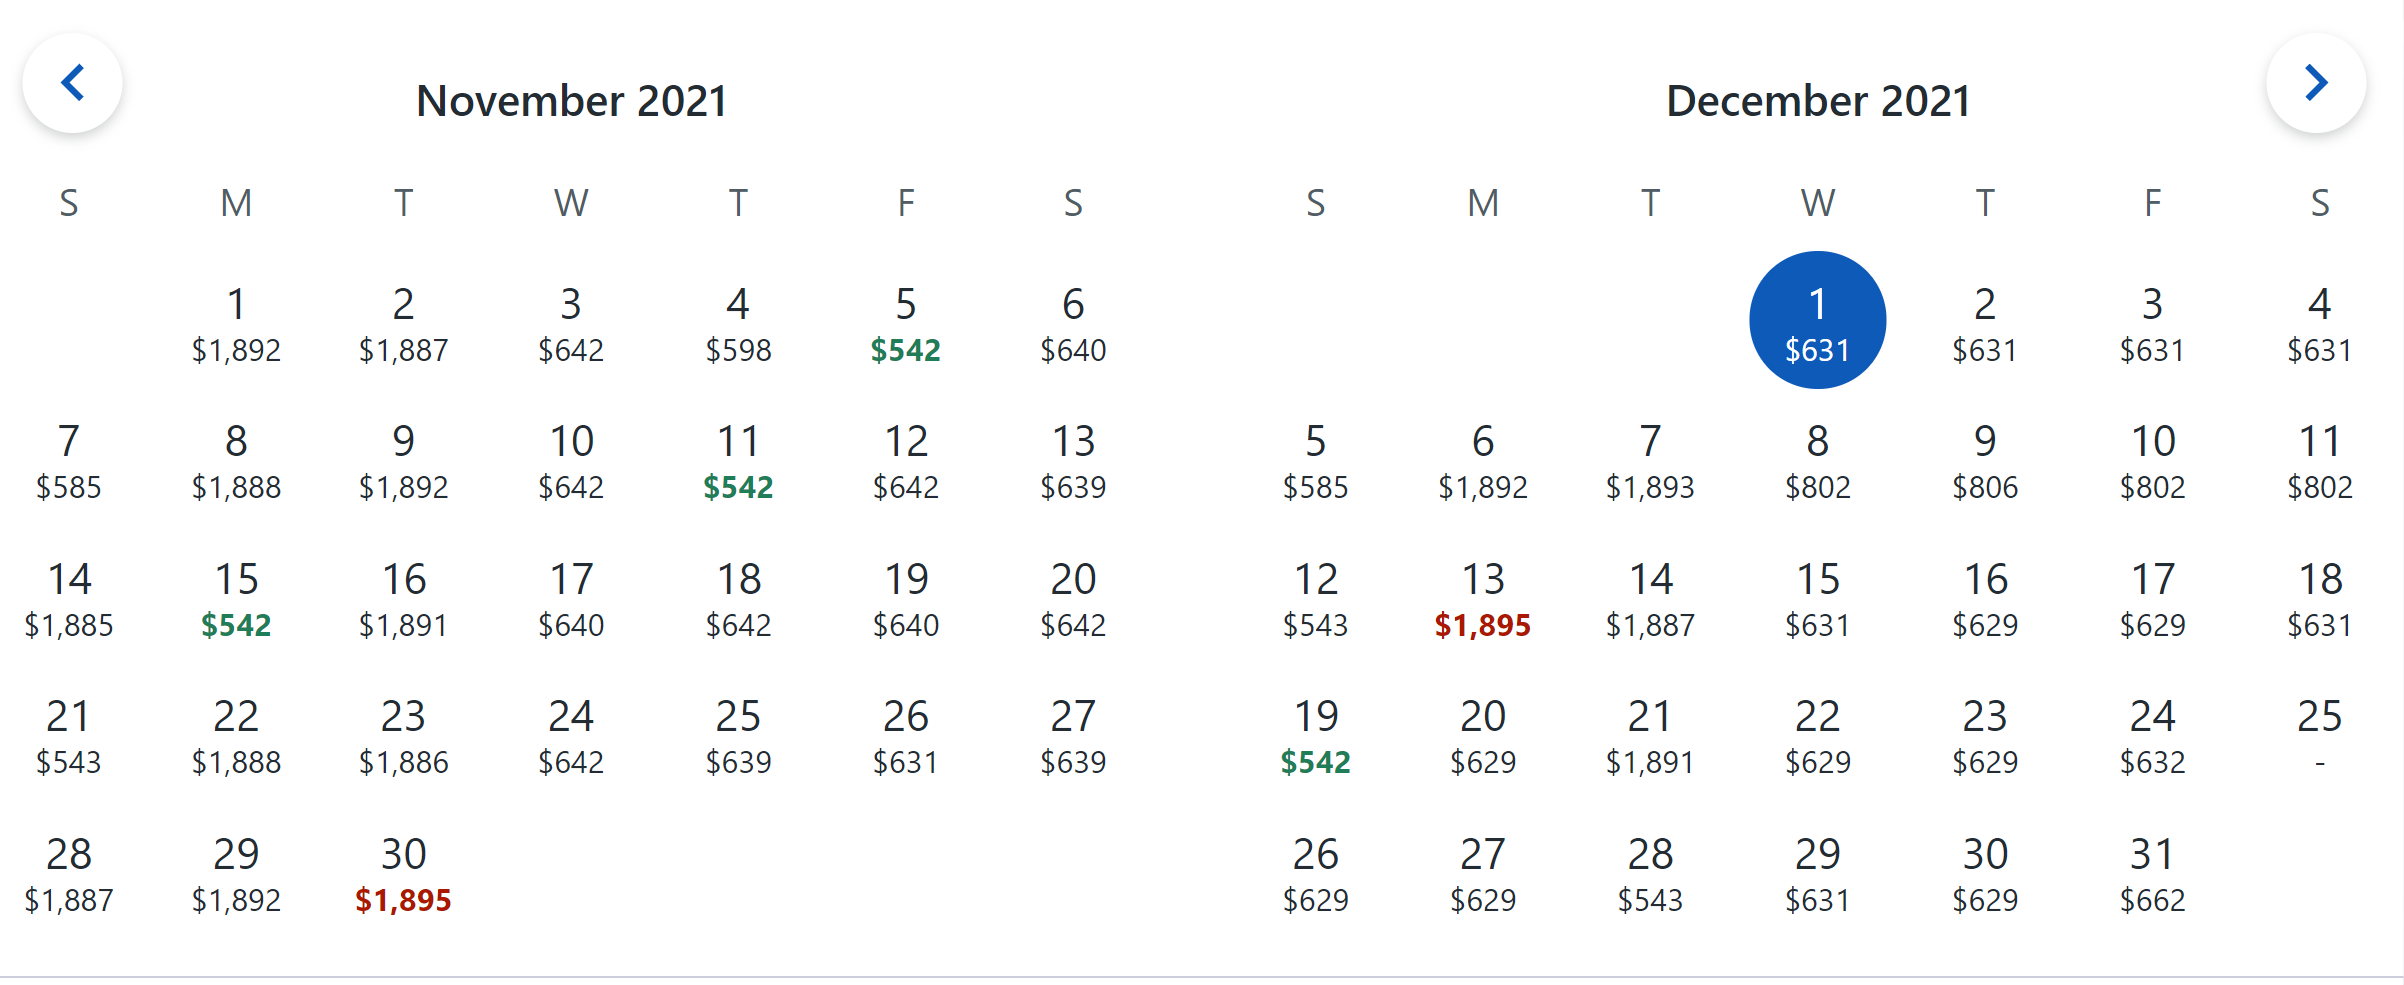 November 2021
S M T W T F S
1 2 3 4 5 6
$1,892 $1,887 $642 $598 $542 $640
7 8 9 10 11 12 13
$585 $1,888 $1,892 $642 $542 $642 $639
14 15 16 17 18 19 20
$1,885 $542 $1,891 $640 $642 $640 $642
21 22 23 24 25 26 27
$543 $1,888 $1,886 $642 $639 $631 $639
28 29 30
$1,887 $1,892 $1,895
December 2021
S M T W T F S
1 2 3 4
$631 $631 $631 $631
5 6 7 8 9 10 11
$585 $1,892 $1,893 $802 $806 $802 $802
12 13 14 15 16 17 18
$543 $1,895 $1,887 $631 $629 $629 $631
19 20 21 22 23 24 25
$542 $629 $1,891 $629 $629 $632 -
26 27 28 29 30 31
$629 $629 $543 $631 $629 $662